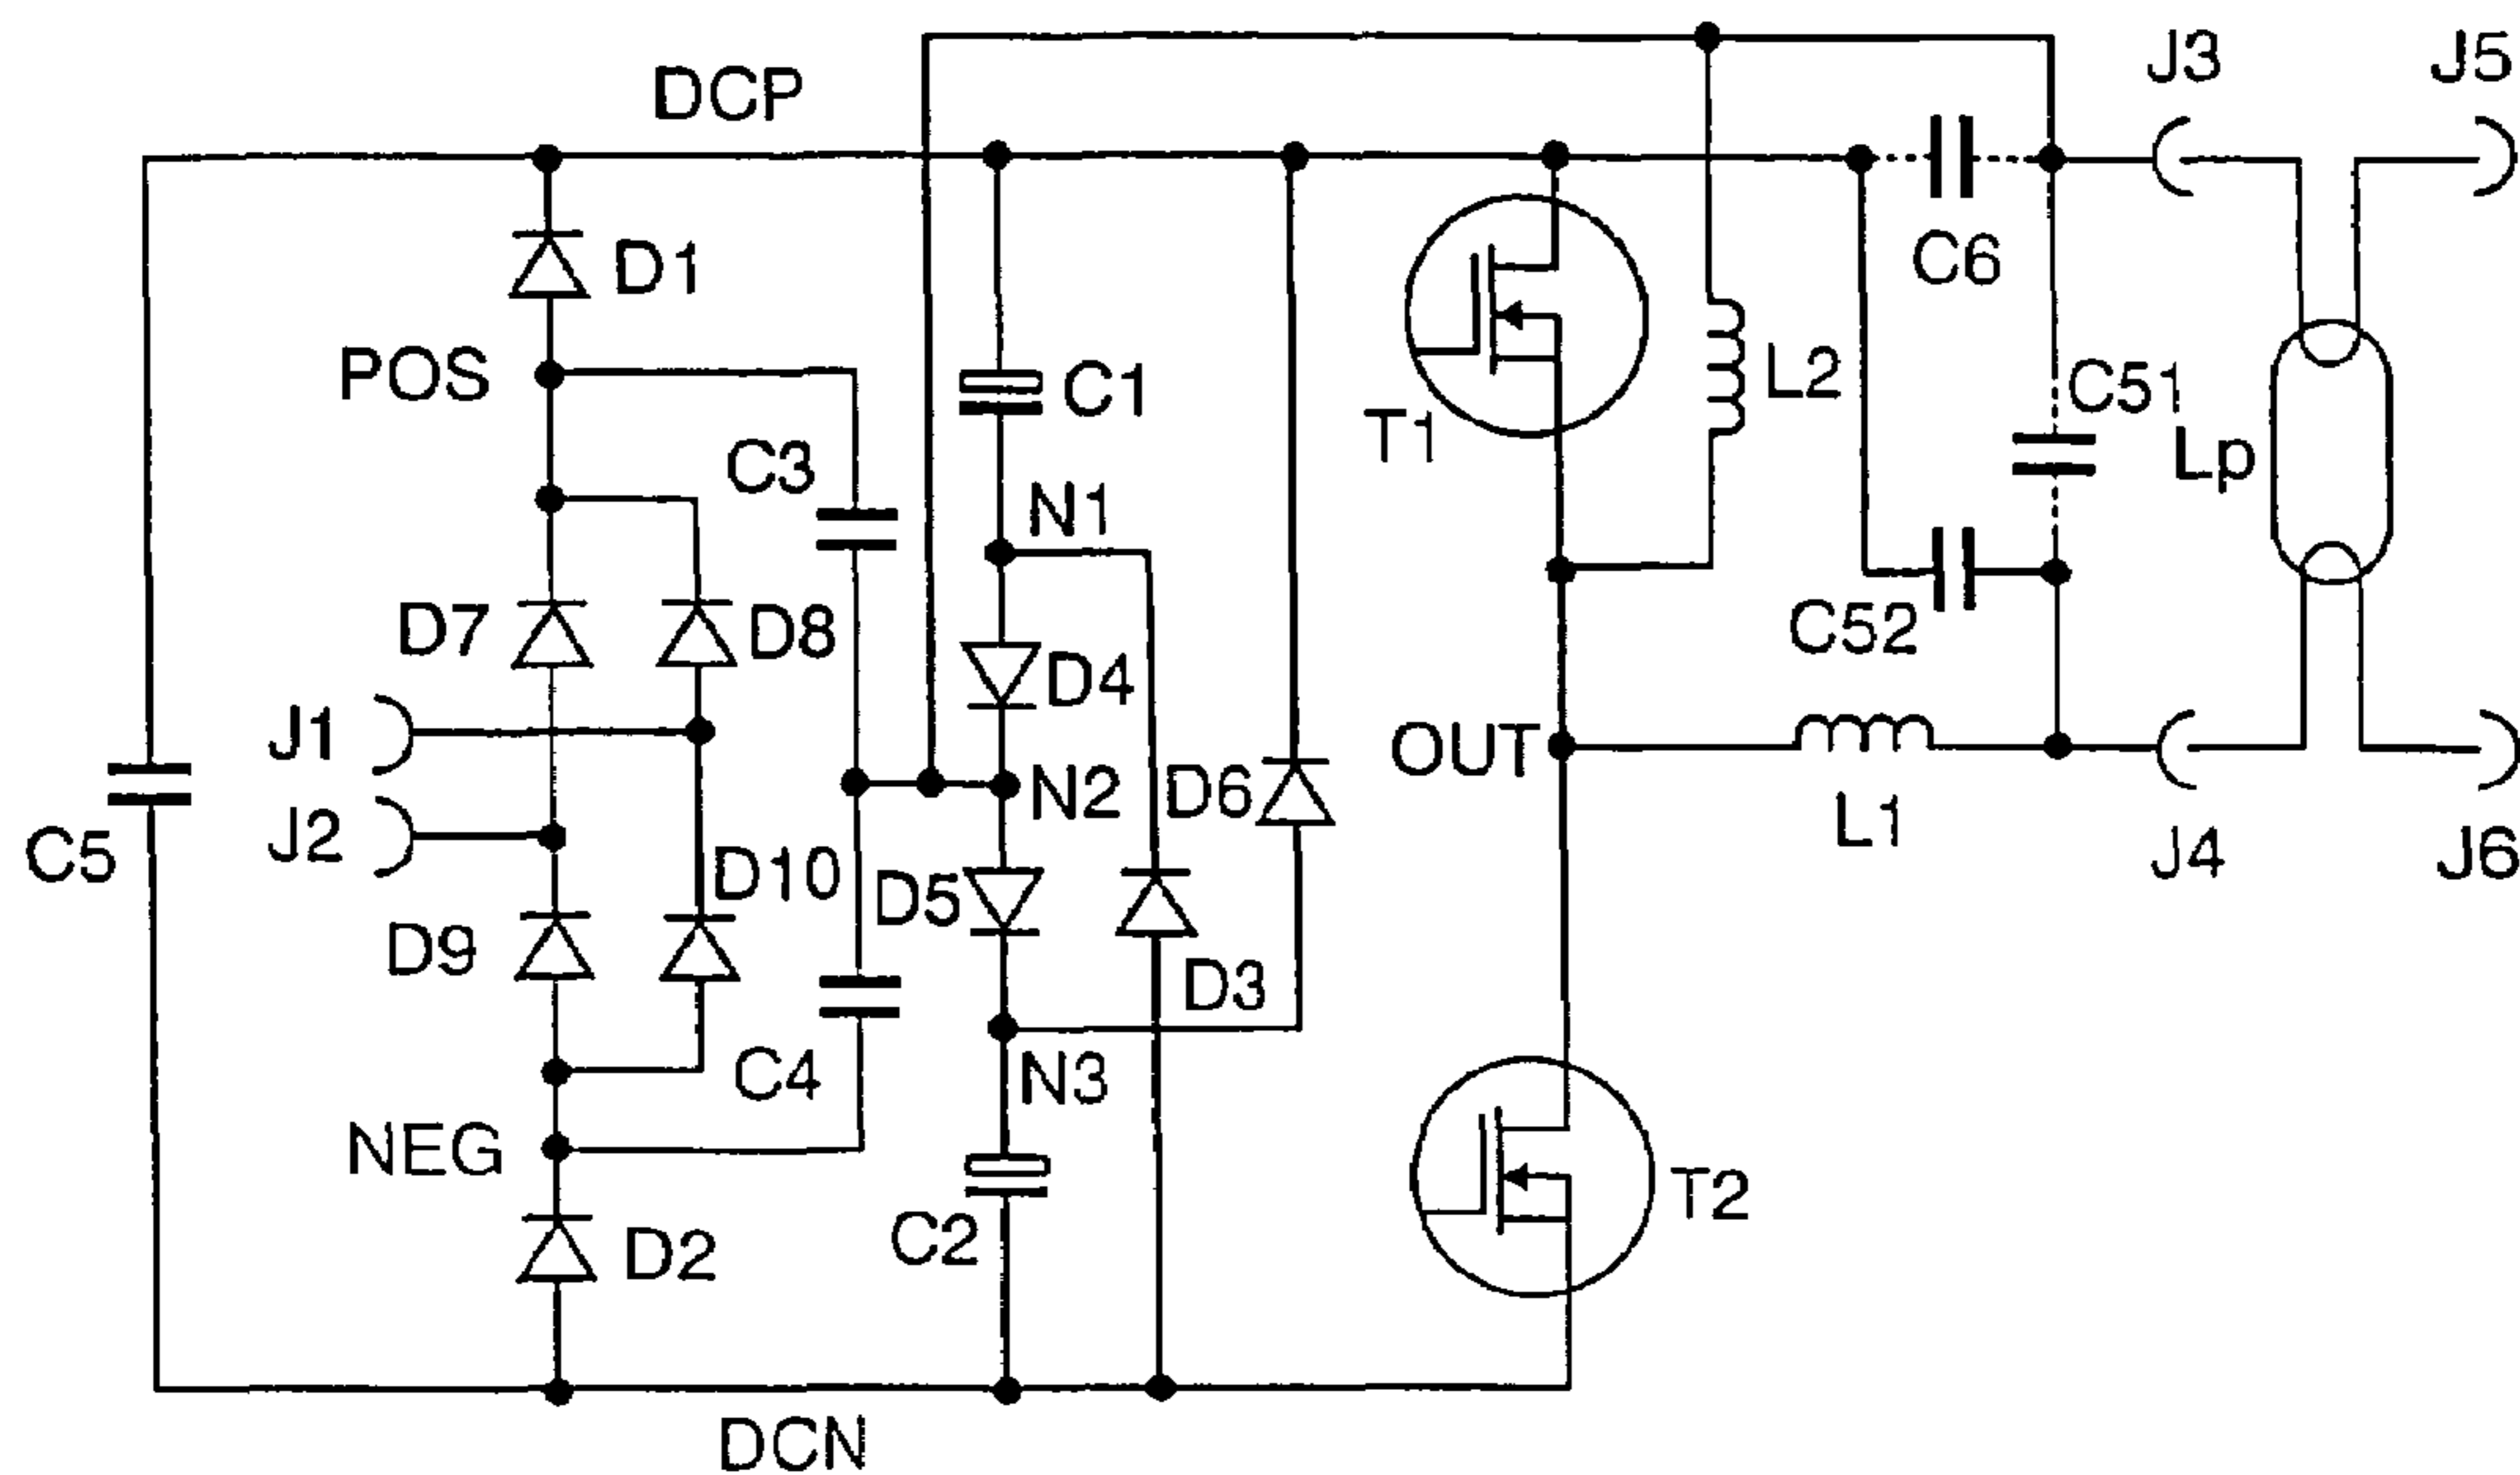 DCP
J3
J5
D1
C6
POS
C1
L2
C51
T1
C3
Lp
N1
D7
D8
C52
D4
J1
OUT
N2
D6
J2
C5
L1
J4
J6
D10
D5
D9
D3
C4
N3
NEG
T2
C2
D2
DCN